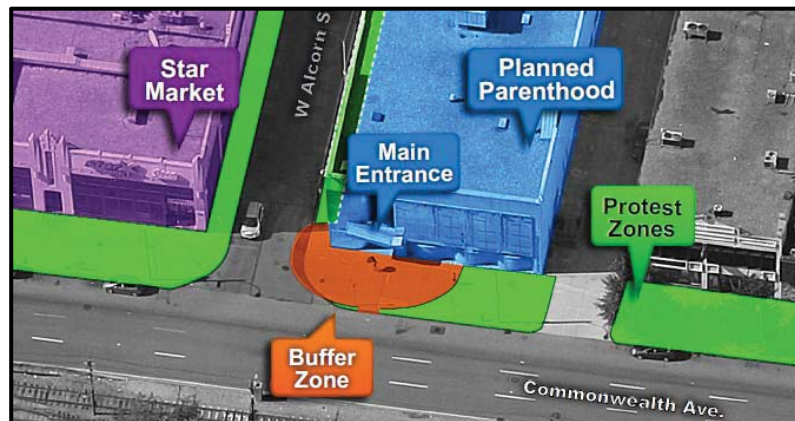 Star
Market
W Alcorn S
Planned
Parenthood
Main
Entrance
Protest
Zones
Buffer
Zone
Commonwealth Ave.